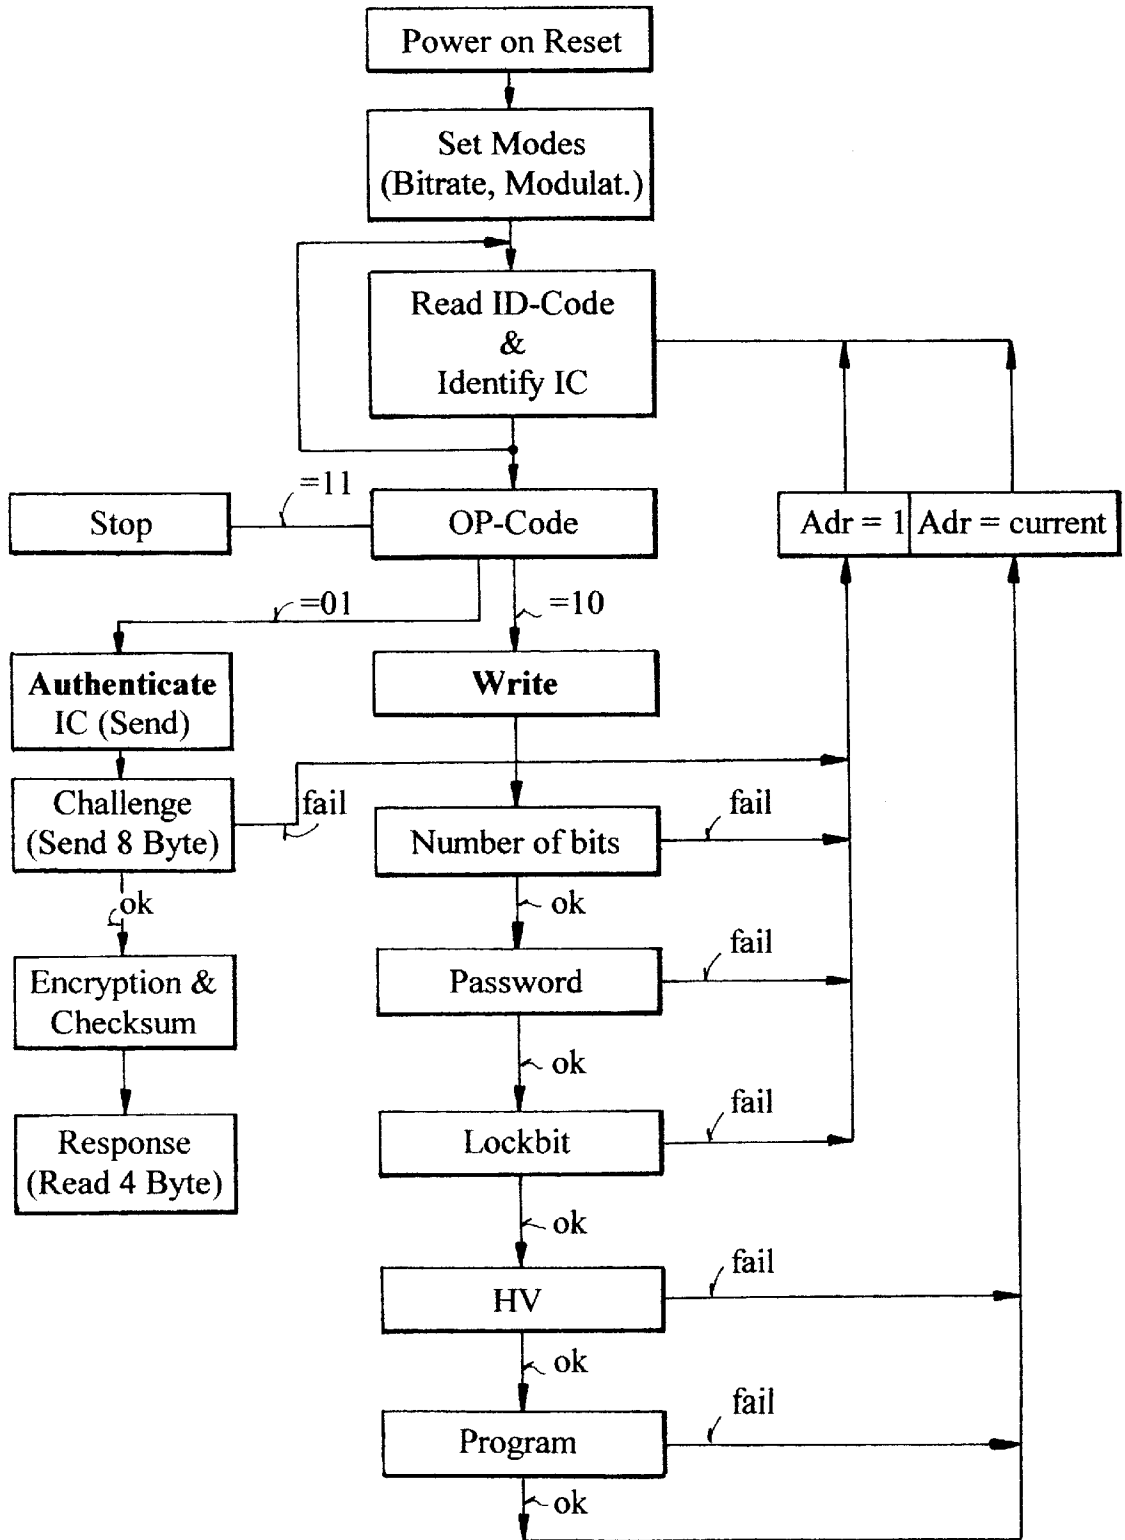 Power on Reset
Set Modes
(Bitrate, Modulat.)
Read ID-Code
&
Identify IC
=11
Stop
OP-Code
Adr = 1
Adr = current
=01
=10
Authenticate
IC (Send)
Write
Challenge
(Send 8 Byte)
fail
Number of bits
fail
ok
ok
Encryption &
Checksum
Password
fail
ok
Response
(Read 4 Byte)
Lockbit
fail
ok
HV
fail
ok
Program
fail
ok